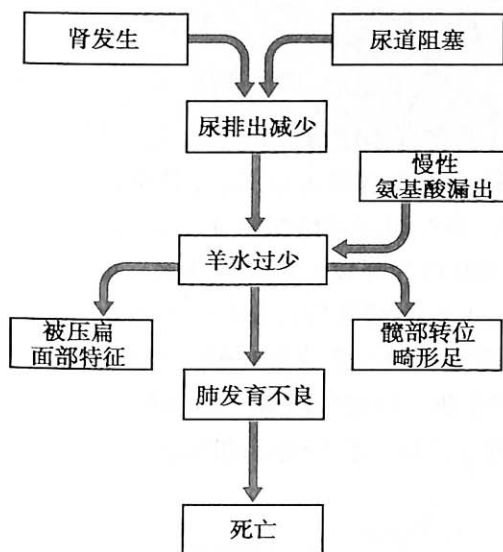 肾发生
尿道阻塞
尿排出减少
慢性
氨基酸漏出
羊水过少
被压扁
面部特征
髋部转位
畸形足
肺发育不良
死亡